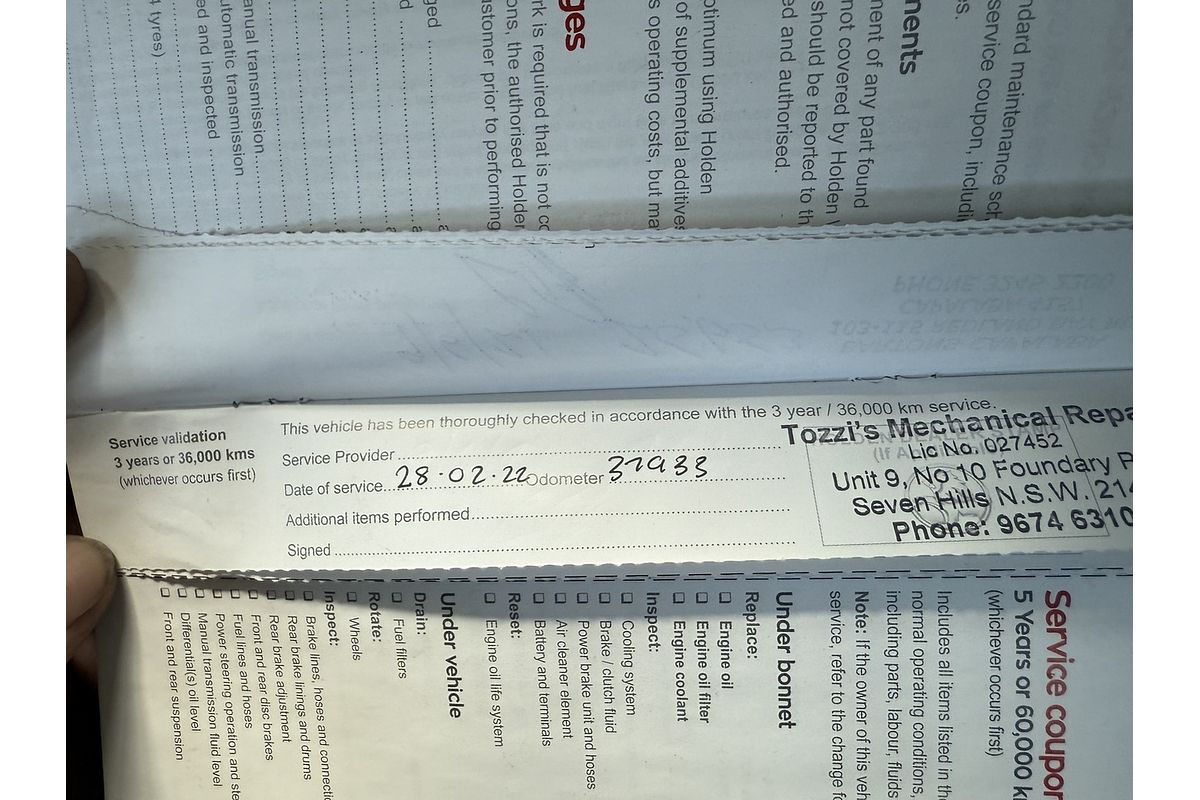 4 tyres)
ed and inspected
utomatic transmission
anual transmission.
ged
ges
rk is required that is not co
ons, the authorised Holden
ustomer prior to performing
ptimum using Holden
of supplemental additives
s operating costs, but ma
nents
nent of any part found
not covered by Holden
should be reported to th
ed and authorised.
ndard maintenance sch
service coupon, includi
es.
PHONE
Service validation
3 years or 36,000 kms
(whichever occurs first)
This vehicle has been thoroughly checked in accordance with the 3 year / 36,000 km service.
Service Provider
Date of service 28-02-22 Odometer 37933
Additional items performed
Signed
Tozzi's Mechanical Repa
(If A
Lic No. 027452
Unit 9, No 10 Foundary P
Seven Hills N.S.W. 214
Phone: 9674 6310
Service coupon
5 Years or 60,000 k
(whichever occurs first)
Includes all items listed in the
normal operating conditions,
including parts, labour, fluids
Note: If the owner of this veh
service, refer to the change fo
Under bonnet
Replace:
Engine oil
Engine oil filter
Engine coolant
Inspect:
Cooling system
Brake / clutch fluid
Power brake unit and hoses
Air cleaner element
Battery and terminals
Reset:
Engine oil life system
Under vehicle
Drain:
Fuel filters
Rotate:
Wheels
Inspect:
Brake lines, hoses and connectio
Rear brake linings and drums
Rear brake adjustment
Front and rear disc brakes
Fuel lines and hoses
Power steering operation and ste
Manual transmission fluid level
Differential(s) oil level
Front and rear suspension